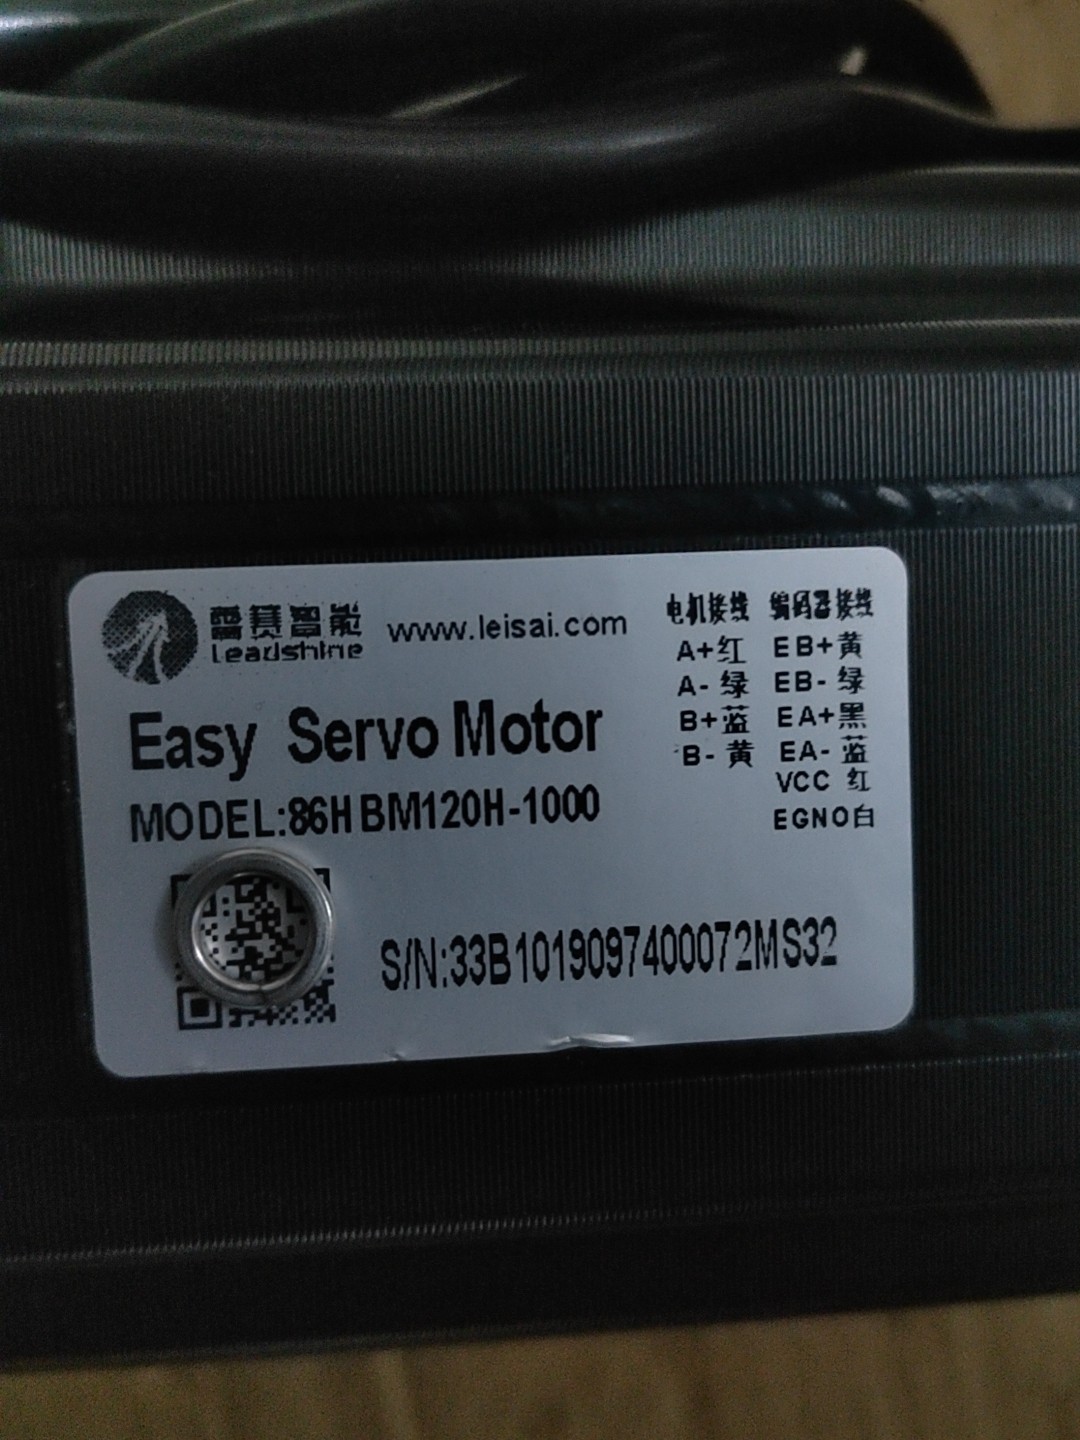 雷赛智能
Leadshine
www.leisai.com
Easy Servo Motor
MODEL:86HBM120H-1000
S/N:33B1019097400072MS32
电机接线
A+红
A- 绿
B+蓝
B- 黄
编码器接线
EB+黄
EB- 绿
EA+黑
EA- 蓝
VCC 红
EGND白